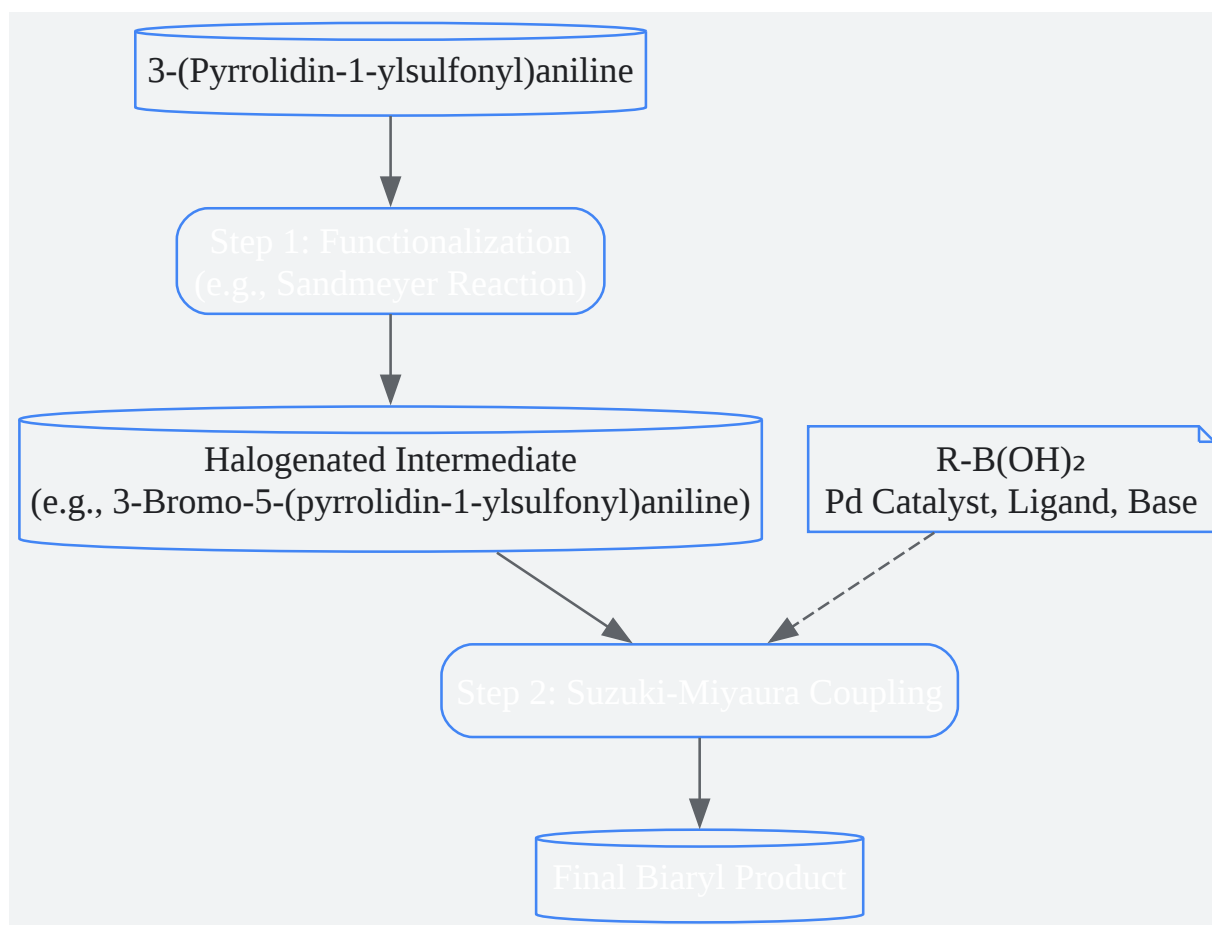 3-(Pyrrolidin-1-ylsulfonyl)aniline
Step 1: Functionalization
(e.g., Sandmeyer Reaction)
Halogenated Intermediate
(e.g., 3-Bromo-5-(pyrrolidin-1-ylsulfonyl)aniline)
R-B(OH)₂
Pd Catalyst, Ligand, Base
Step 2: Suzuki-Miyaura Coupling
Final Biaryl Product